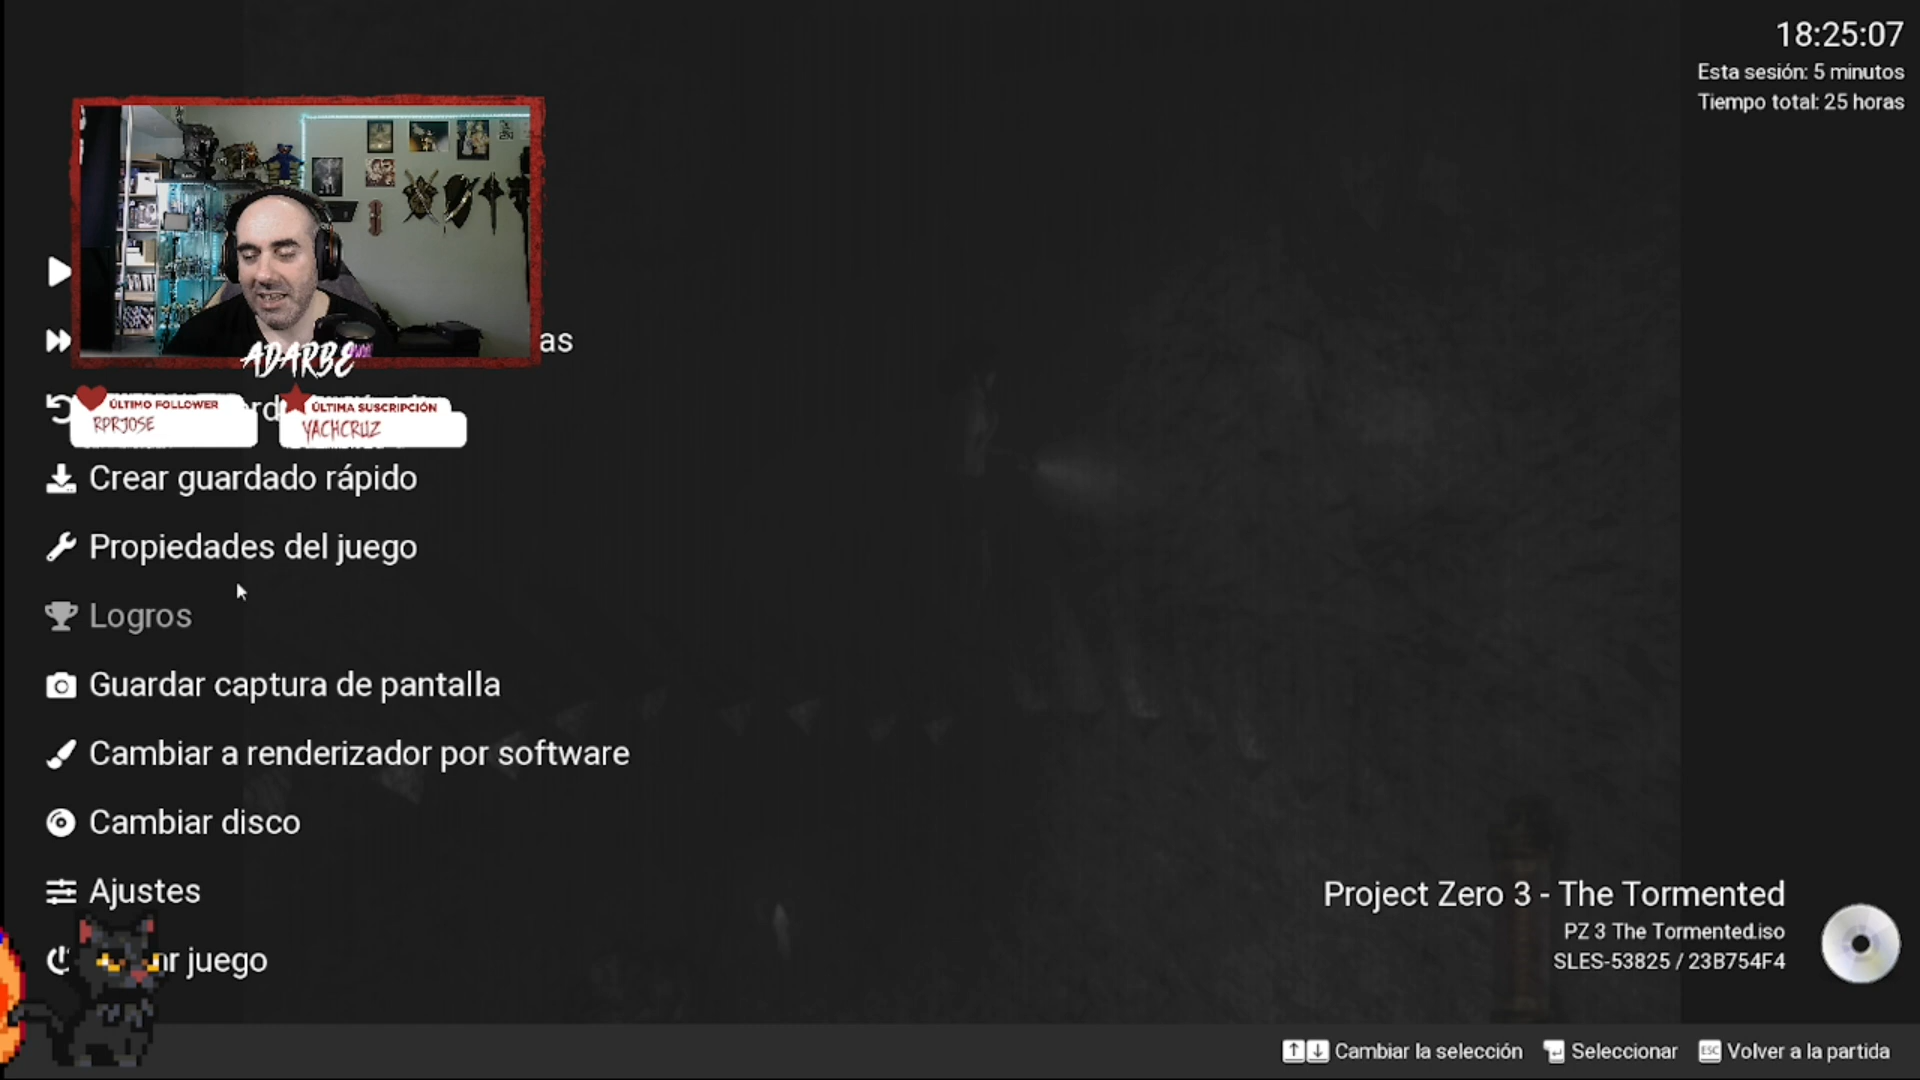 18:25:07
Esta sesión: 5 minutos
Tiempo total: 25 horas
as
ADARBE
ÚLTIMO FOLLOWER
RPRJOSE
ÚLTIMA SUSCRIPCIÓN
YACHCRUZ
Crear guardado rápido
Propiedades del juego
Logros
Guardar captura de pantalla
Cambiar a renderizador por software
Cambiar disco
Ajustes
juego
Project Zero 3 - The Tormented
PZ 3 The Tormented.iso
SLES-53825 / 23B754F4
Cambiar la selección
Seleccionar
ESC Volver a la partida